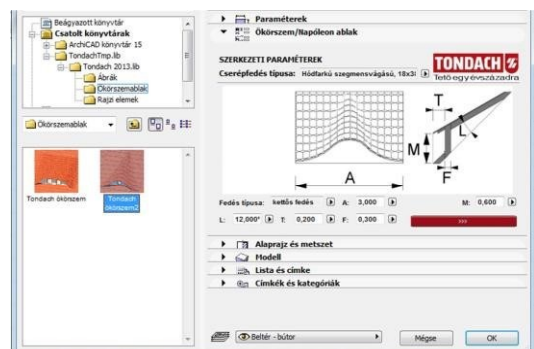 Beágyazott könyvtár
Csatolt könyvtárak
ArchiCAD könyvtár 15
TondachTmp.lib
Tondach 2013.lib
Ábrák
Ökörszemablak
Rajzi elemek
Ökörszemablak
Tondach ökörszem
Tondach ökörszem2
Paraméterek
Ökörszem/Napóleon ablak
SZERKEZETI PARAMÉTEREK
Cserépfedés típusa: Hódfarkú szegmensvágású, 18x3
TONDACH
Tető egy évszázadra
T
L
M
A
F
Fedés típusa: kettős fedés A: 3,000 M: 0,600
L: 12,000° T: 0,200 F: 0,300 >>>
Alaprajz és metszet
Modell
Lista és címke
Címkék és kategóriák
Beltér - bútor
Mégse
OK